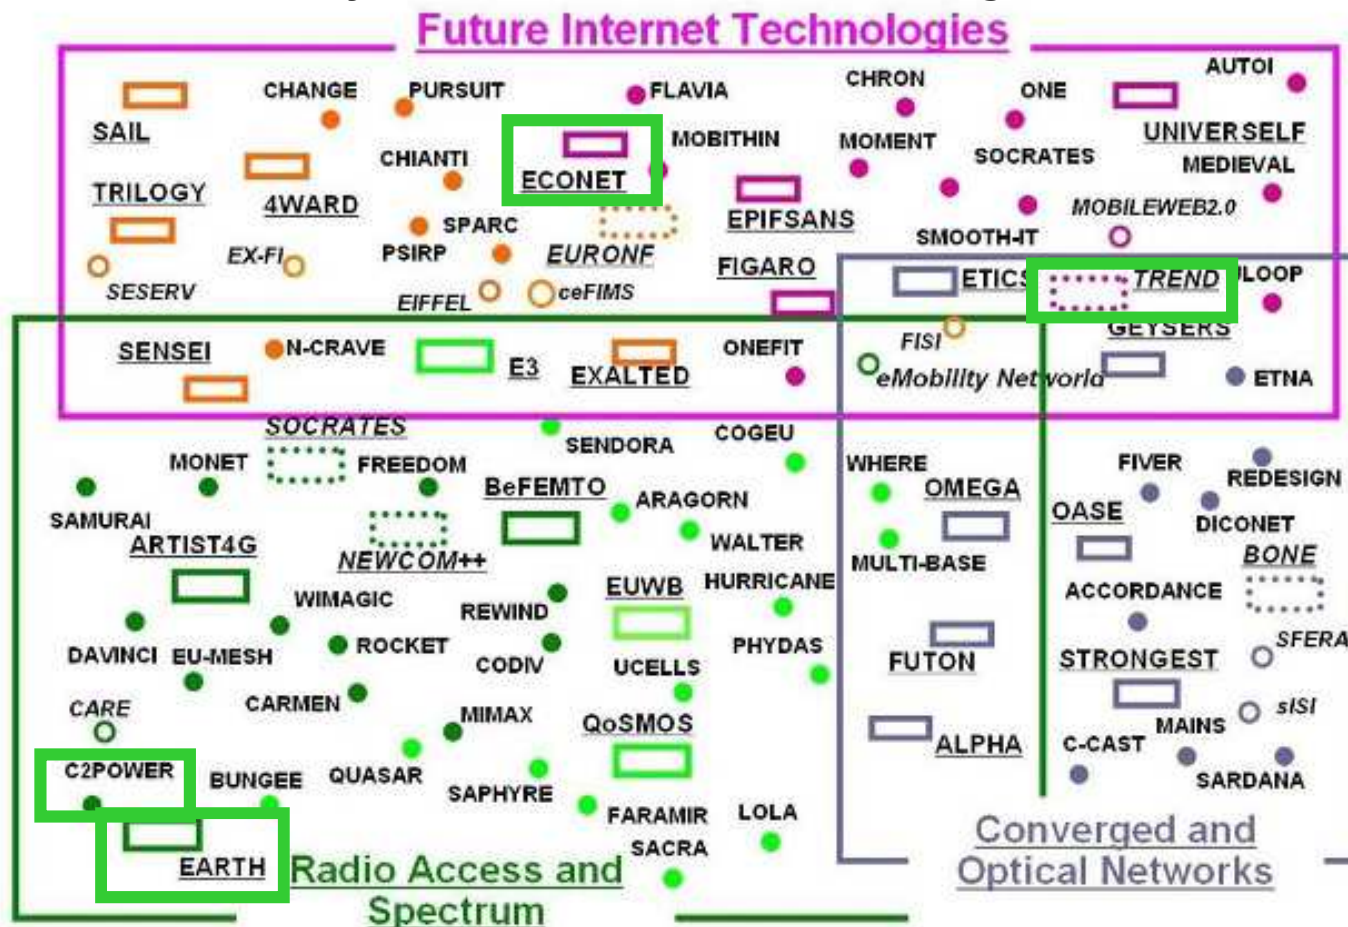 Future Internet Technologies
CHRON
AUTOI
CHANGE
PURSUIT
FLAVIA
ONE
SAIL
UNIVERSELF
MOBITHIN
MOMENT
CHIANTI
SOCRATES
MEDIEVAL
ECONET
TRILOGY
4WARD
EPIFSANS
MOBILEWEB2.0
SPARC
SMOOTH-IT
EX-FI
PSIRP
EURONF
FIGARO
ETICS
TREND
ULOOP
SESERV
EIFFEL
ceFIMS
GEYSERS
FISI
SENSEI
N-CRAVE
E3
EXALTED
ONEFIT
eMobility Networld
ETNA
SOCRATES
SENDORA
COGEU
MONET
FREEDOM
WHERE
FIVER
REDESIGN
BeFEMTO
OMEGA
ARAGORN
OASE
SAMURAI
DICONET
ARTIST4G
WALTER
NEWCOM++
MULTI-BASE
BONE
EUWB
HURRICANE
ACCORDANCE
WIMAGIC
REWIND
ROCKET
PHYDAS
SFERA
DAVINCI
EU-MESH
CODIV
UCELLS
FUTON
STRONGEST
CARMEN
CARE
MIMAX
QoSMOS
sISI
MAINS
ALPHA
C-CAST
C2POWER
BUNGEE
QUASAR
SARDANA
SAPHYRE
FARAMIR
LOLA
SACRA
EARTH
Radio Access and
Spectrum
Converged and
Optical Networks